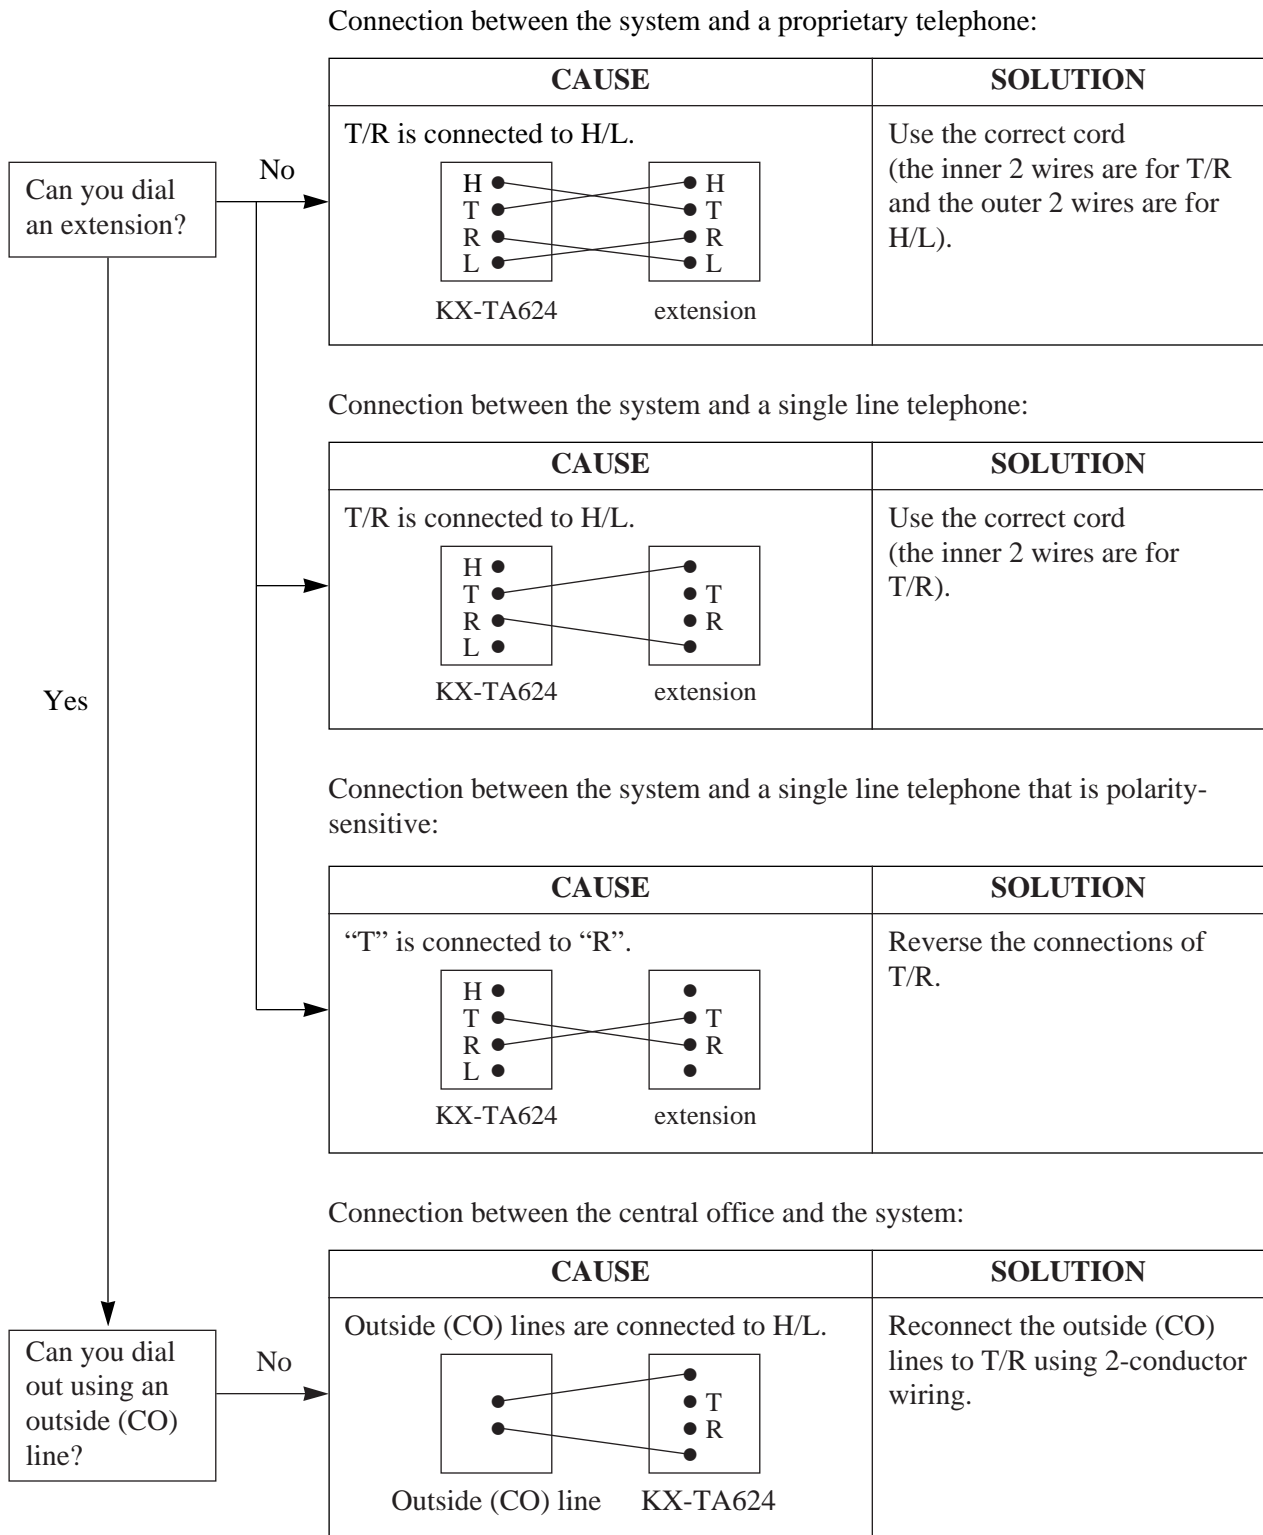 Connection between the system and a proprietary telephone:
CAUSE
SOLUTION
T/R is connected to H/L.
H
T
R
L
H
T
R
L
KX-TA624
extension
Use the correct cord
(the inner 2 wires are for T/R
and the outer 2 wires are for
H/L).
Can you dial
an extension?
No
Yes
Connection between the system and a single line telephone:
CAUSE
SOLUTION
T/R is connected to H/L.
H
T
R
L
T
R
KX-TA624
extension
Use the correct cord
(the inner 2 wires are for
T/R).
Connection between the system and a single line telephone that is polarity-
sensitive:
CAUSE
SOLUTION
“T” is connected to “R”.
H
T
R
L
T
R
KX-TA624
extension
Reverse the connections of
T/R.
Connection between the central office and the system:
CAUSE
SOLUTION
Can you dial
out using an
outside (CO)
line?
No
Outside (CO) lines are connected to H/L.
T
R
Outside (CO) line
KX-TA624
Reconnect the outside (CO)
lines to T/R using 2-conductor
wiring.